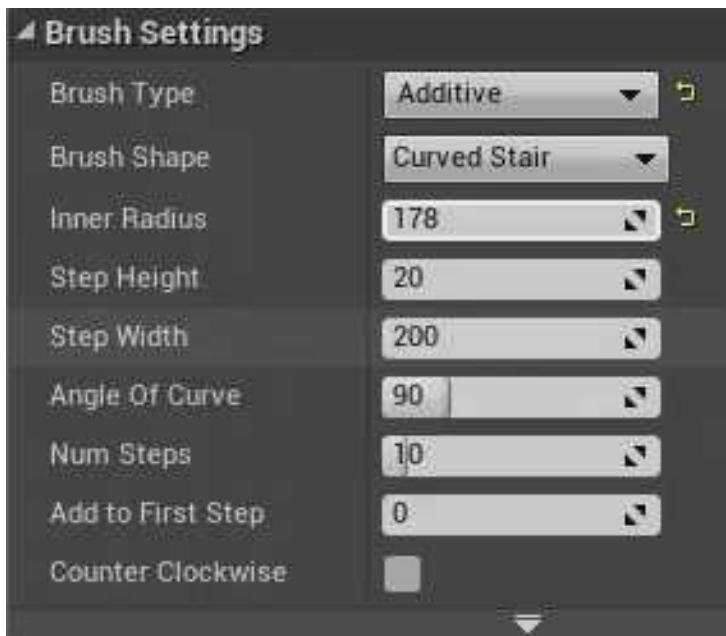 Brush Settings
Brush Type Additive
Brush Shape Curved Stair
Inner Radius 178
Step Height 20
Step Width 200
Angle Of Curve 90
Num Steps 10
Add to First Step 0
Counter Clockwise